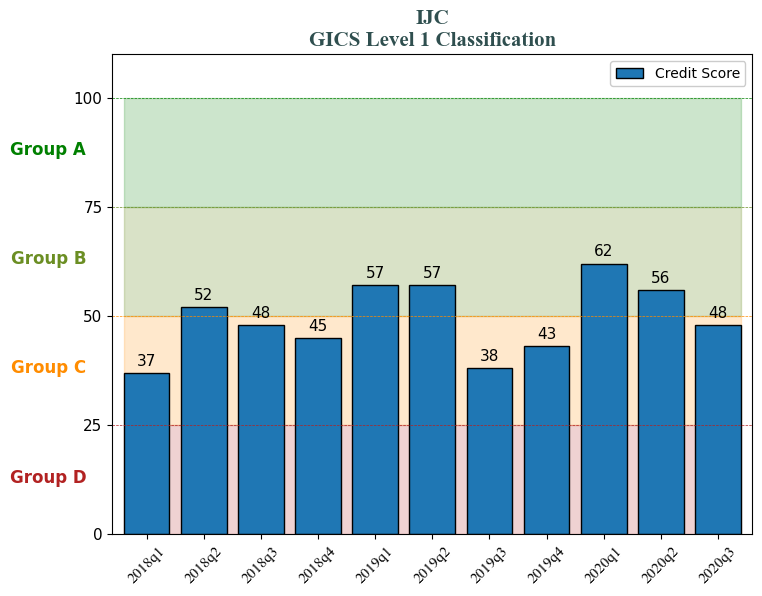 IJC
GICS Level 1 Classification
Credit Score
100
Group A
75
Group B
50
Group C
25
Group D
0
37
52
48
45
57
57
38
43
62
56
48
2018q1
2018q2
2018q3
2018q4
2019q1
2019q2
2019q3
2019q4
2020q1
2020q2
2020q3